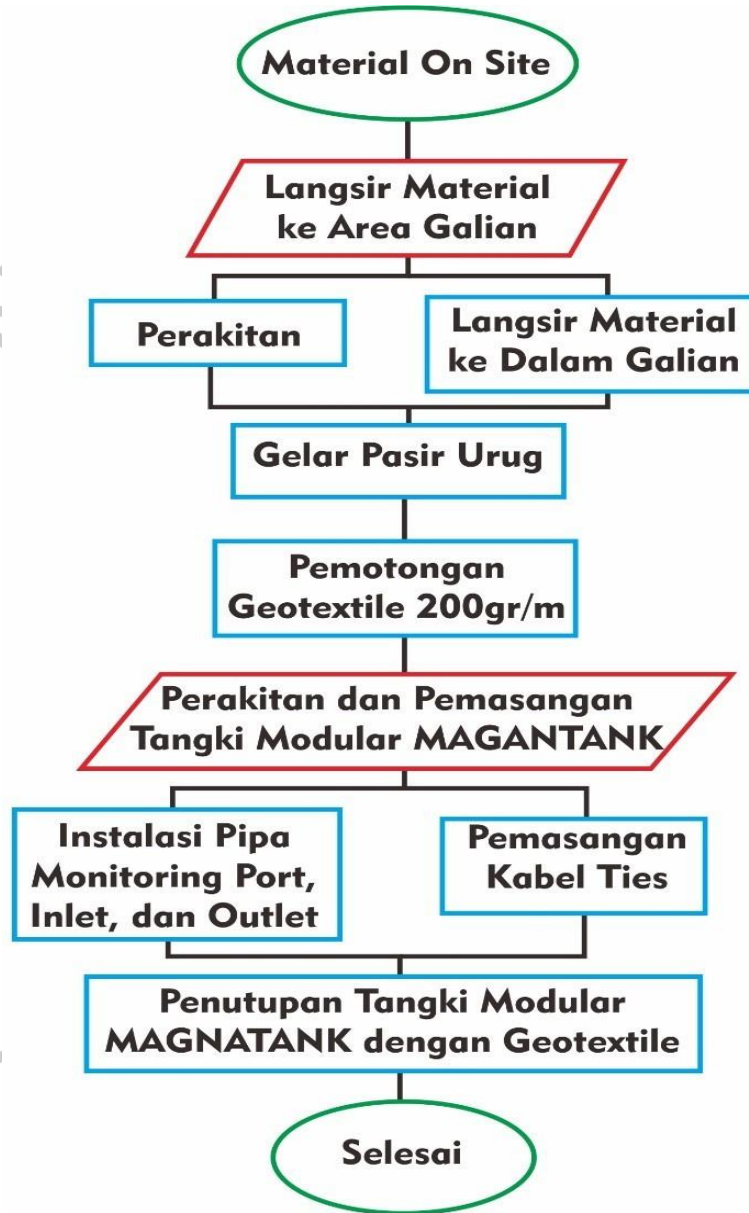 Material On Site
Langsir Material
ke Area Galian
Perakitan
Langsir Material
ke Dalam Galian
Gelar Pasir Urug
Pemotongan
Geotextile 200gr/m
Perakitan dan Pemasangan
Tangki Modular MAGANTANK
Instalasi Pipa
Monitoring Port,
Inlet, dan Outlet
Pemasangan
Kabel Ties
Penutupan Tangki Modular
MAGNATANK dengan Geotextile
Selesai